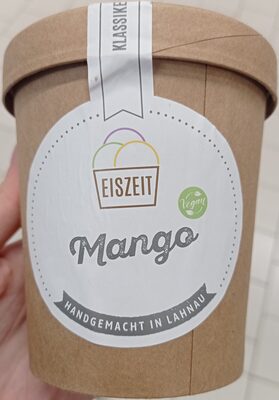 KLASSIKE
EISZEIT
Vegan
Mango
HANDGEMACHT IN LAHNAU